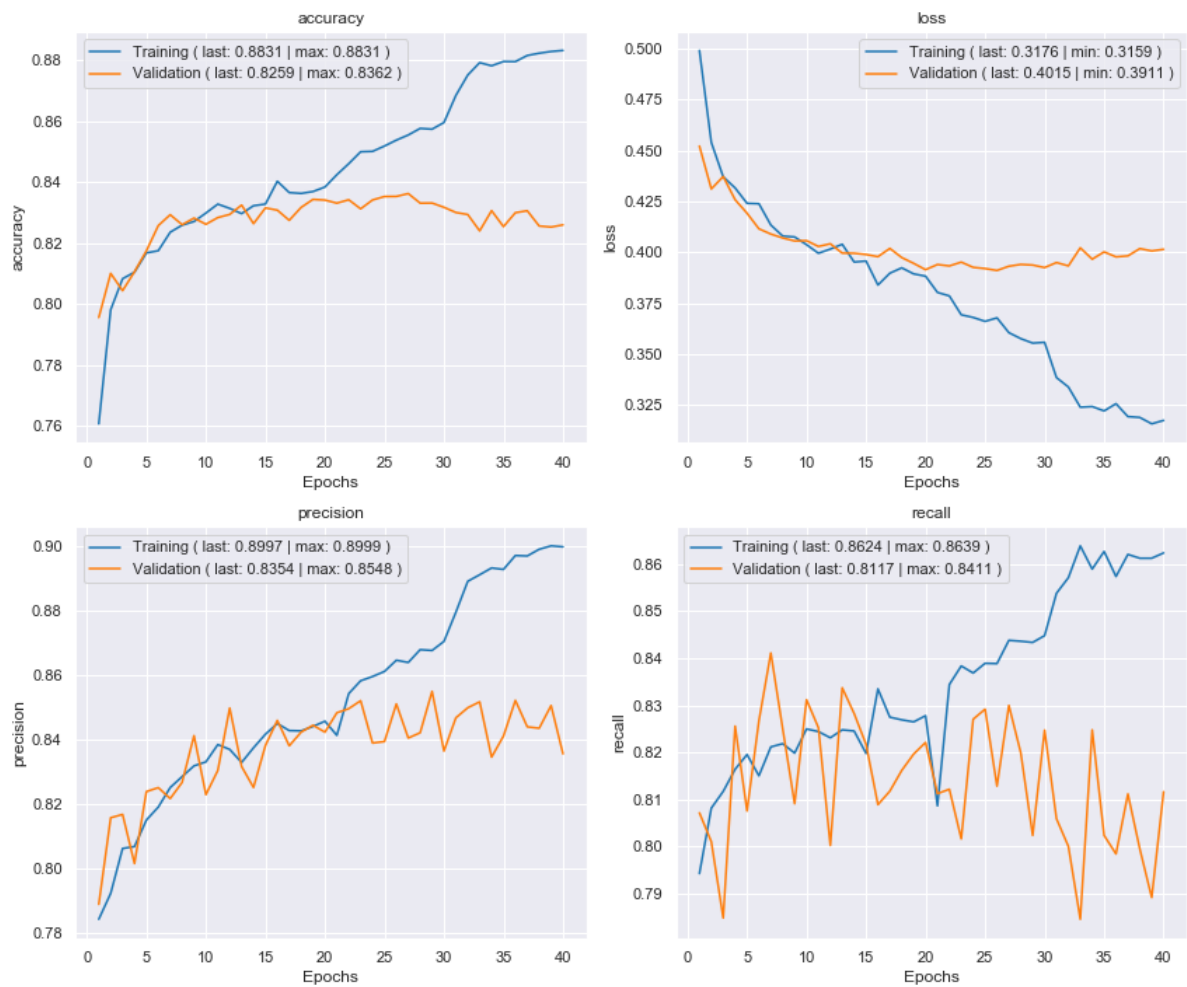 accuracy
Training ( last: 0.8831 | max: 0.8831 )
Validation ( last: 0.8259 | max: 0.8362 )
0.88
0.86
0.84
0.82
0.80
0.78
0.76
accuracy
0 5 10 15 20 25 30 35 40
Epochs
loss
Training ( last: 0.3176 | min: 0.3159 )
Validation ( last: 0.4015 | min: 0.3911 )
0.500
0.475
0.450
0.425
0.400
0.375
0.350
0.325
loss
0 5 10 15 20 25 30 35 40
Epochs
precision
Training ( last: 0.8997 | max: 0.8999 )
Validation ( last: 0.8354 | max: 0.8548 )
0.90
0.88
0.86
0.84
0.82
0.80
0.78
precision
0 5 10 15 20 25 30 35 40
Epochs
recall
Training ( last: 0.8624 | max: 0.8639 )
Validation ( last: 0.8117 | max: 0.8411 )
0.86
0.85
0.84
0.83
0.82
0.81
0.80
0.79
recall
0 5 10 15 20 25 30 35 40
Epochs